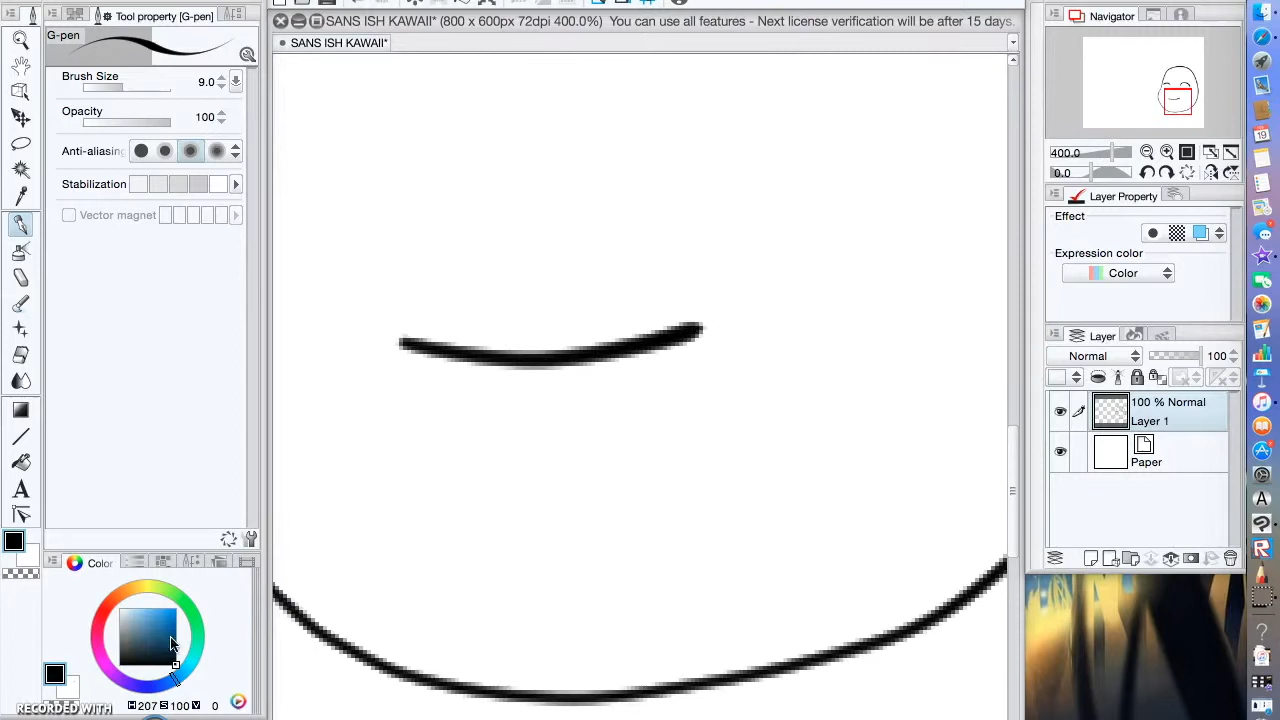 Tool property [G-pen]
SANS ISH KAWAII* (800 x 600px 72dpi 400.0%)  You can use all features - Next license verification will be after 15 days.
Navigator
G-pen
SANS ISH KAWAII*
Brush Size
9.0
Opacity
100
Anti-aliasing
Stabilization
Vector magnet
400.0
0.0
Layer Property
Effect
Expression color
Color
Layer
Normal
100
100 % Normal
Layer 1
Paper
Color
H 207 S 100 V 0
RECORDED WITH
19